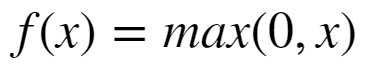 f(x) = max(0, x)